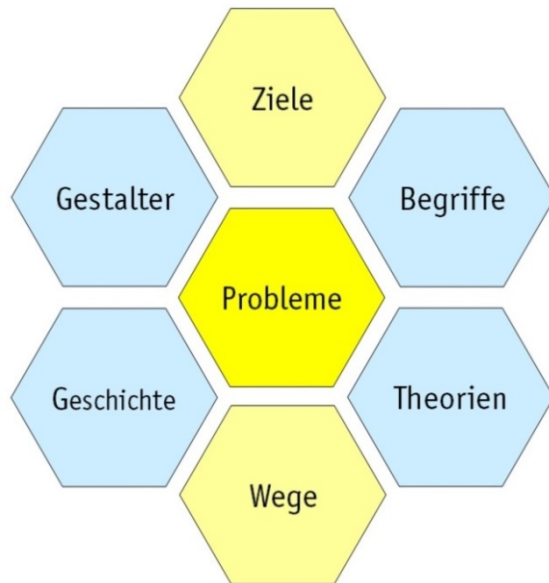 Ziele
Gestalter
Begriffe
Probleme
Geschichte
Theorien
Wege